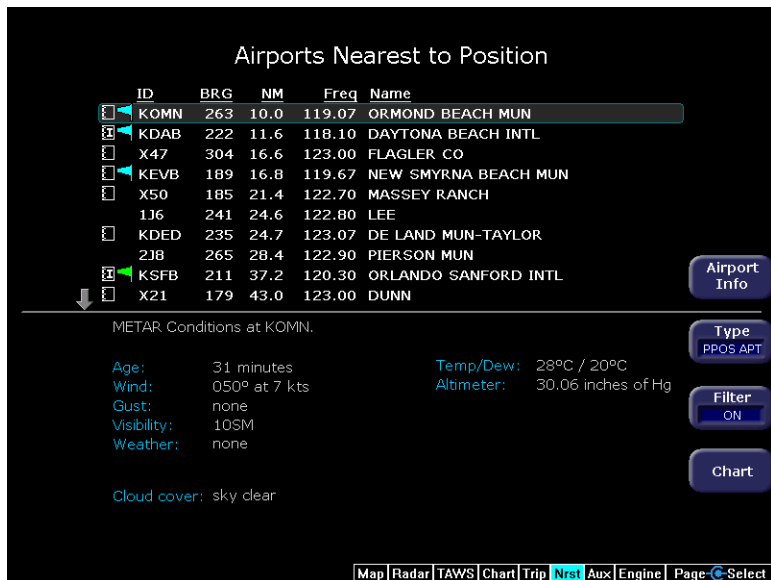 Airports Nearest to Position
ID BRG NM Freq Name
KOMN 263 10.0 119.07 ORMOND BEACH MUN
KDAB 222 11.6 118.10 DAYTONA BEACH INTL
X47 304 16.6 123.00 FLAGLER CO
KEVB 189 16.8 119.67 NEW SMYRNA BEACH MUN
X50 185 21.4 122.70 MASSEY RANCH
1J6 241 24.6 122.80 LEE
KDED 235 24.7 123.07 DE LAND MUN-TAYLOR
2J8 265 28.4 122.90 PIERSON MUN
KSFB 211 37.2 120.30 ORLANDO SANFORD INTL
X21 179 43.0 123.00 DUNN
Airport
Info
METAR Conditions at KOMN.
Type
PPOS APT
Age: 31 minutes Temp/Dew: 28ºC / 20ºC
Wind: 050º at 7 kts Altimeter: 30.06 inches of Hg
Gust: none
Visibility: 10SM
Weather: none
Filter
ON
Chart
Cloud cover: sky clear
Map Radar TAWS Chart Trip Nrst Aux Engine Page Select